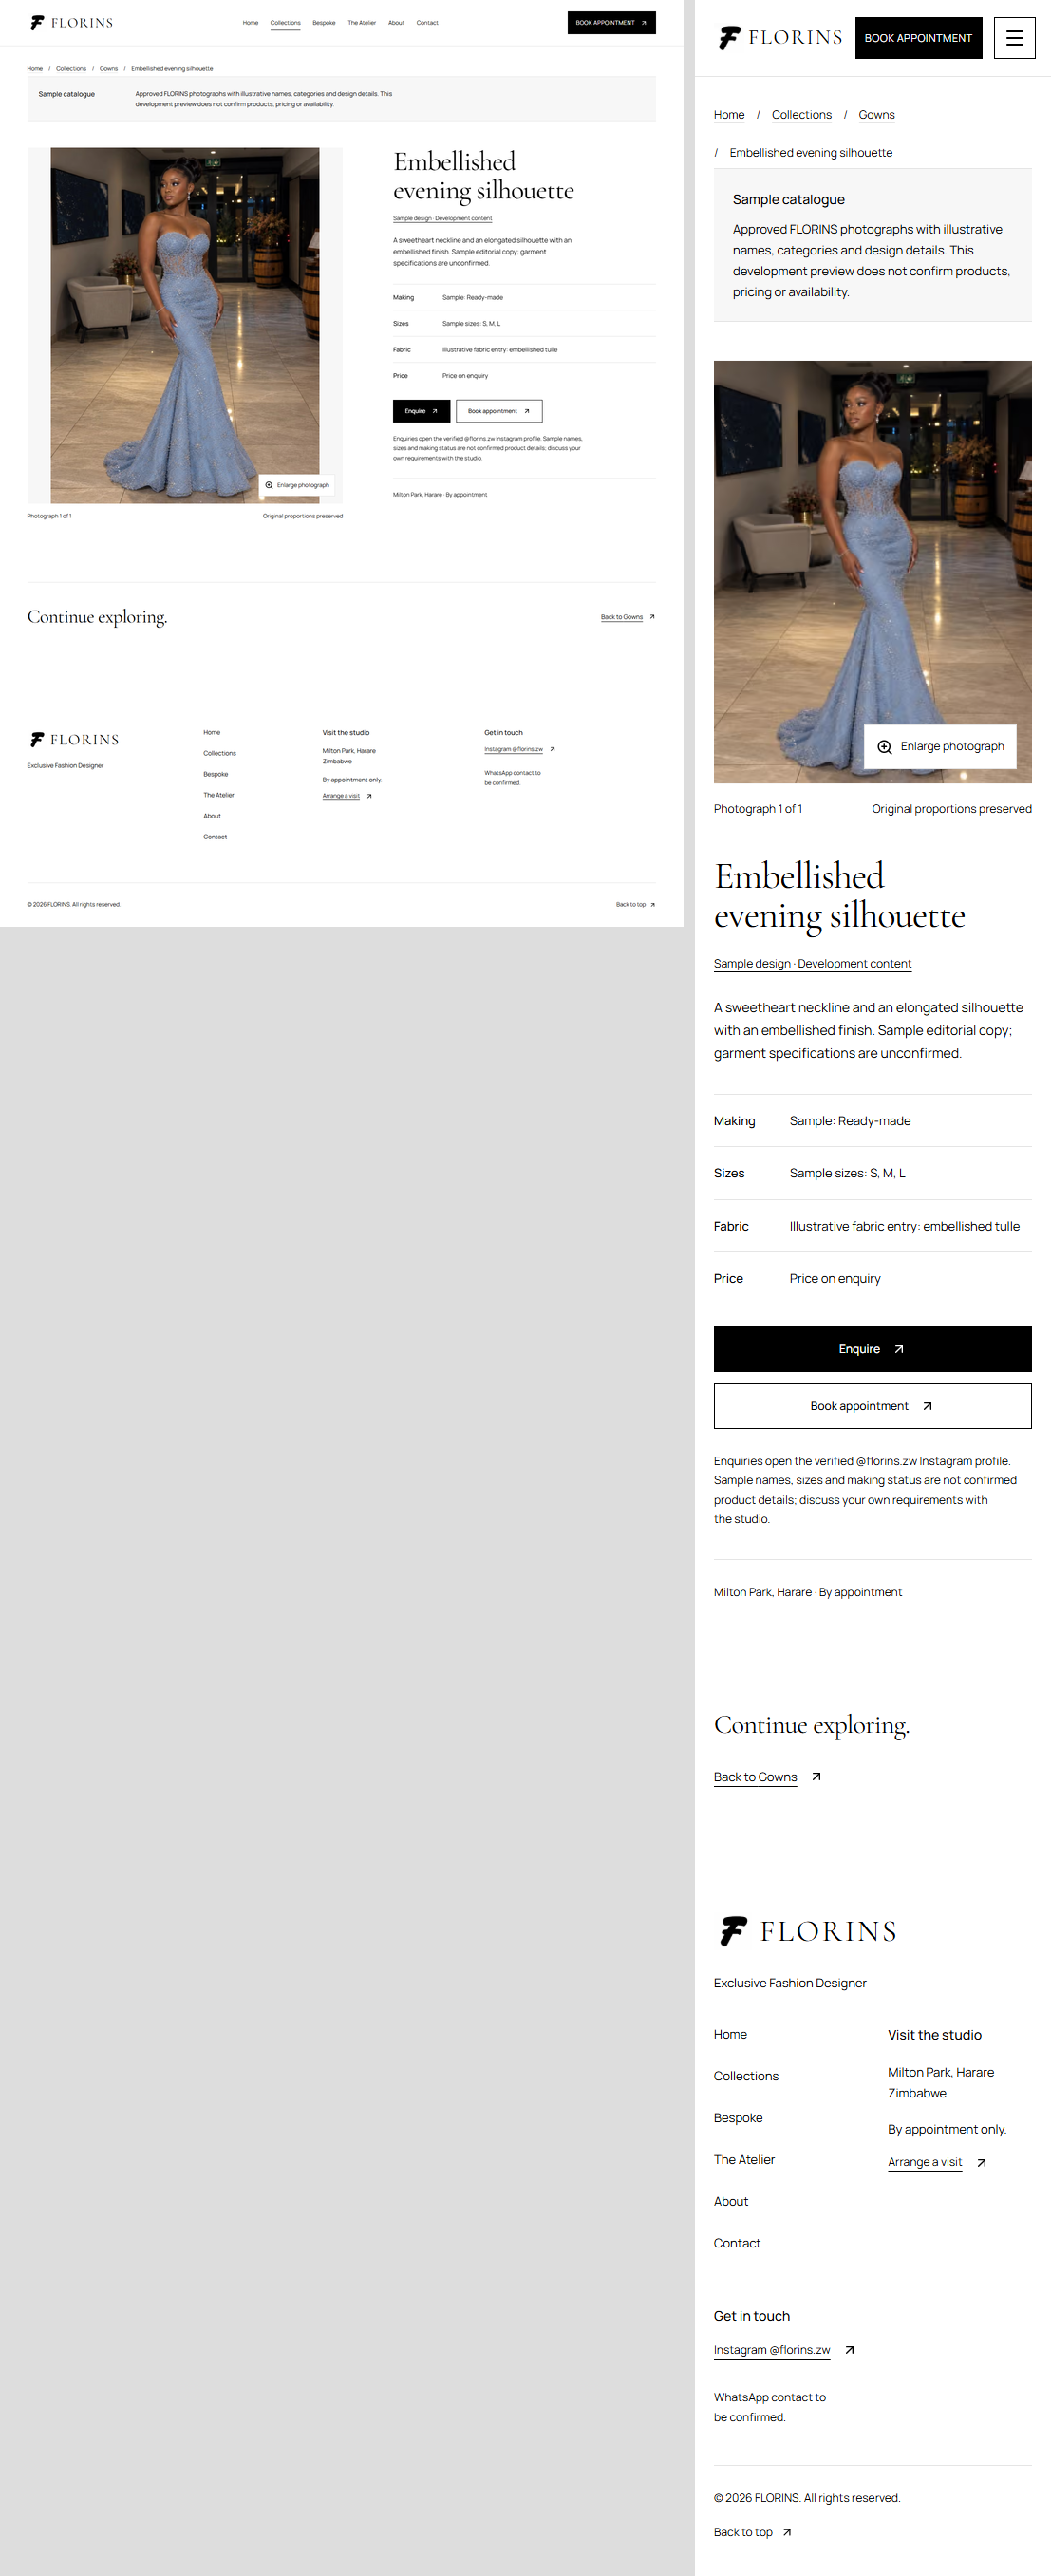 FLORINS
Home Collections Bespoke The Atelier About Contact
BOOK APPOINTMENT
Home / Collections / Gowns / Embellished evening silhouette
Sample catalogue
Approved FLORINS photographs with illustrative names, categories and design details. This
development preview does not confirm products, pricing or availability.
Enlarge photograph
Photograph 1 of 1
Original proportions preserved
Embellished
evening silhouette
Sample design · Development content
A sweetheart neckline and an elongated silhouette with an
embellished finish. Sample editorial copy; garment
specifications are unconfirmed.
Making Sample: Ready-made
Sizes Sample sizes: S, M, L
Fabric Illustrative fabric entry: embellished tulle
Price Price on enquiry
Enquire
Book appointment
Enquiries open the verified @florins.zw Instagram profile. Sample names,
sizes and making status are not confirmed product details; discuss your
own requirements with the studio.
Milton Park, Harare · By appointment
Continue exploring.
Back to Gowns
FLORINS
Exclusive Fashion Designer
Home
Collections
Bespoke
The Atelier
About
Contact
Visit the studio
Milton Park, Harare
Zimbabwe
By appointment only.
Arrange a visit
Get in touch
Instagram @florins.zw
WhatsApp contact to
be confirmed.
© 2026 FLORINS. All rights reserved.
Back to top
FLORINS
BOOK APPOINTMENT
Home / Collections / Gowns
/ Embellished evening silhouette
Sample catalogue
Approved FLORINS photographs with illustrative
names, categories and design details. This
development preview does not confirm products,
pricing or availability.
Enlarge photograph
Photograph 1 of 1
Original proportions preserved
Embellished
evening silhouette
Sample design · Development content
A sweetheart neckline and an elongated silhouette
with an embellished finish. Sample editorial copy;
garment specifications are unconfirmed.
Making Sample: Ready-made
Sizes Sample sizes: S, M, L
Fabric Illustrative fabric entry: embellished tulle
Price Price on enquiry
Enquire
Book appointment
Enquiries open the verified @florins.zw Instagram profile.
Sample names, sizes and making status are not confirmed
product details; discuss your own requirements with
the studio.
Milton Park, Harare · By appointment
Continue exploring.
Back to Gowns
FLORINS
Exclusive Fashion Designer
Home
Collections
Bespoke
The Atelier
About
Contact
Visit the studio
Milton Park, Harare
Zimbabwe
By appointment only.
Arrange a visit
Get in touch
Instagram @florins.zw
WhatsApp contact to
be confirmed.
© 2026 FLORINS. All rights reserved.
Back to top